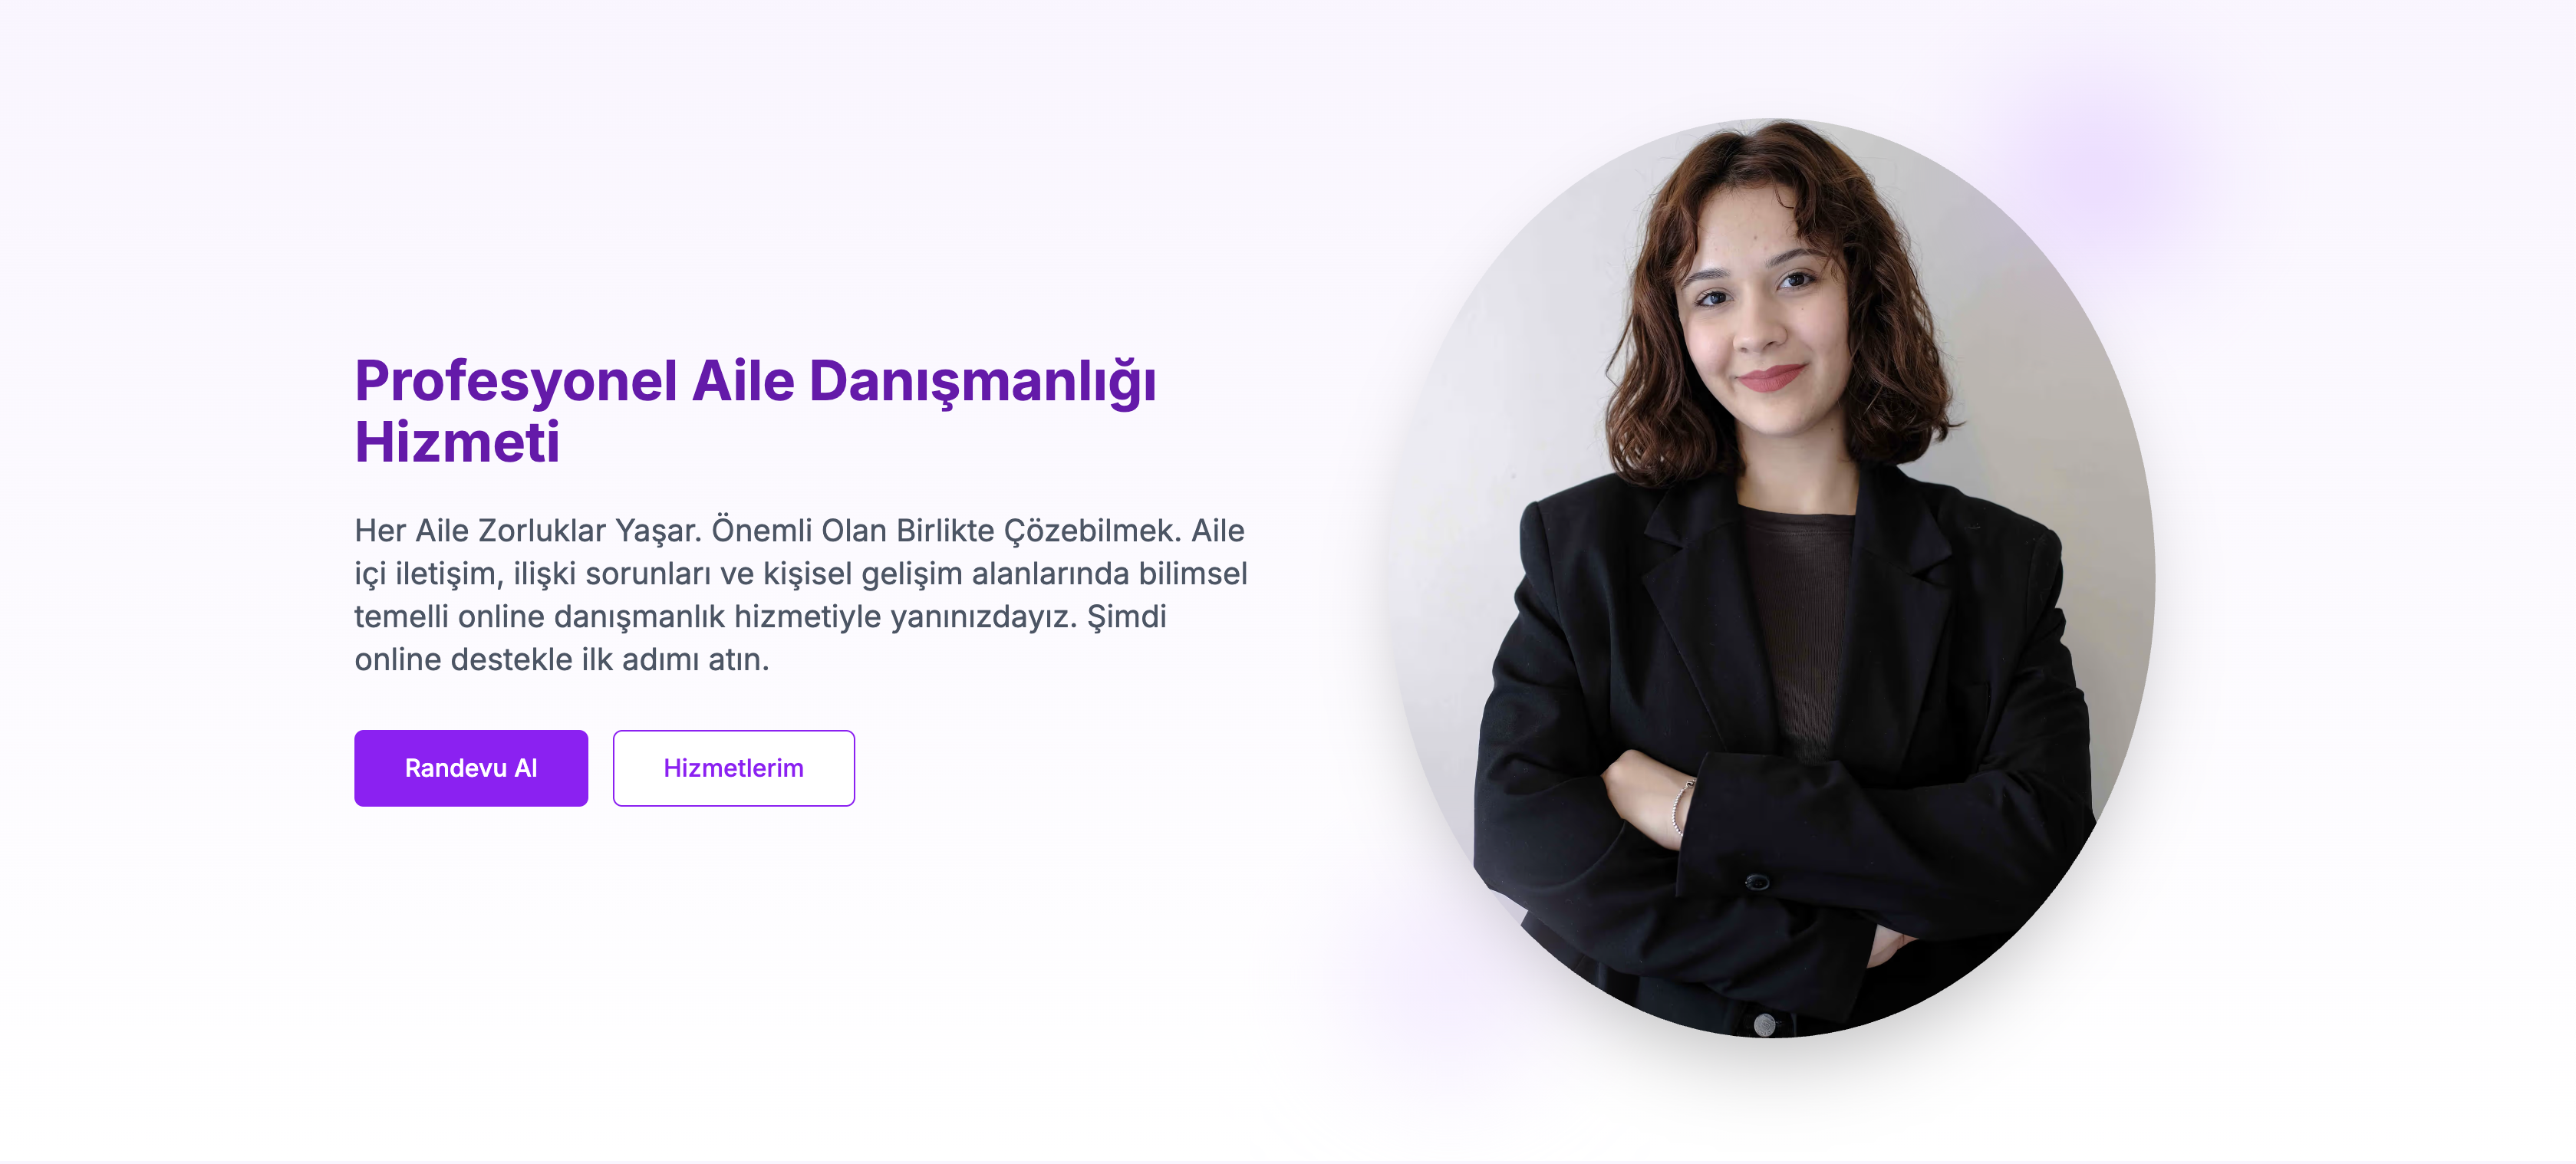 Profesyonel Aile Danışmanlığı
Hizmeti
Her Aile Zorluklar Yaşar. Önemli Olan Birlikte Çözebilmek. Aile
içi iletişim, ilişki sorunları ve kişisel gelişim alanlarında bilimsel
temelli online danışmanlık hizmetiyle yanınızdayız. Şimdi
online destekle ilk adımı atın.
Randevu Al
Hizmetlerim